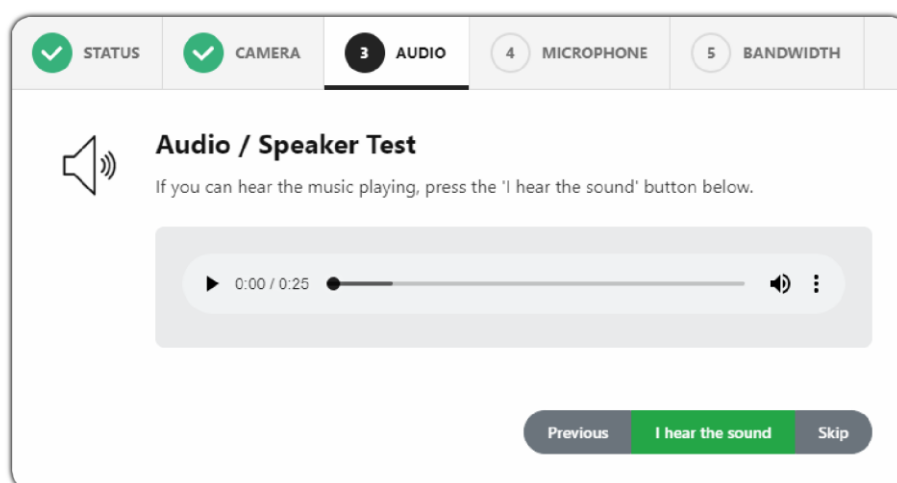 STATUS
CAMERA
3 AUDIO
4 MICROPHONE
5 BANDWIDTH
Audio / Speaker Test
If you can hear the music playing, press the 'I hear the sound' button below.
0:00 / 0:25
Previous
I hear the sound
Skip